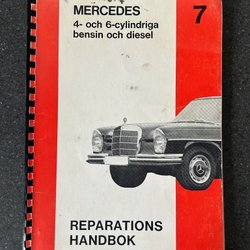 MERCEDES
7
4- och 6-cylindriga
bensin och diesel
REPARATIONS
HANDBOK